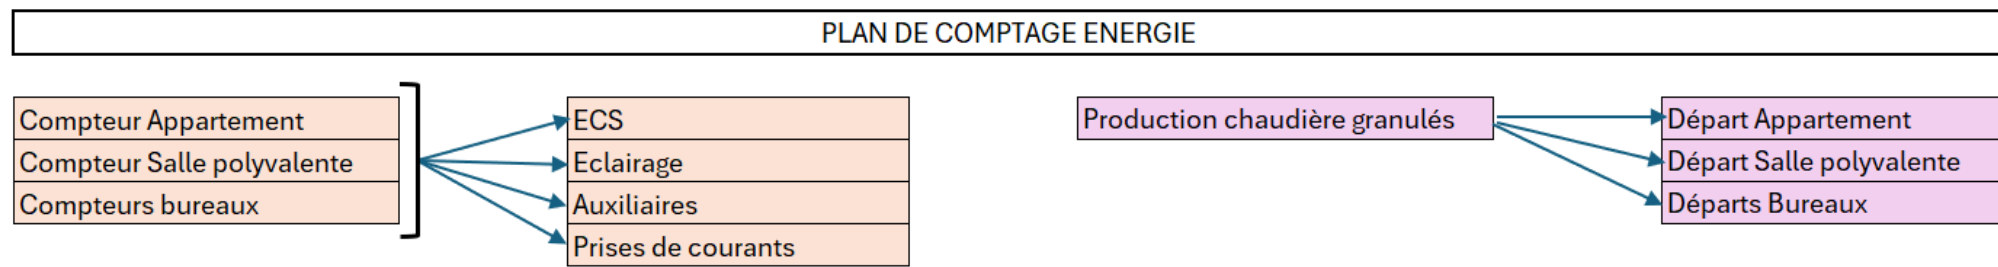 PLAN DE COMPTAGE ENERGIE
Compteur Appartement
Compteur Salle polyvalente
Compteurs bureaux
ECS
Eclairage
Auxiliaires
Prises de courants
Production chaudière granulés
Départ Appartement
Départ Salle polyvalente
Départs Bureaux